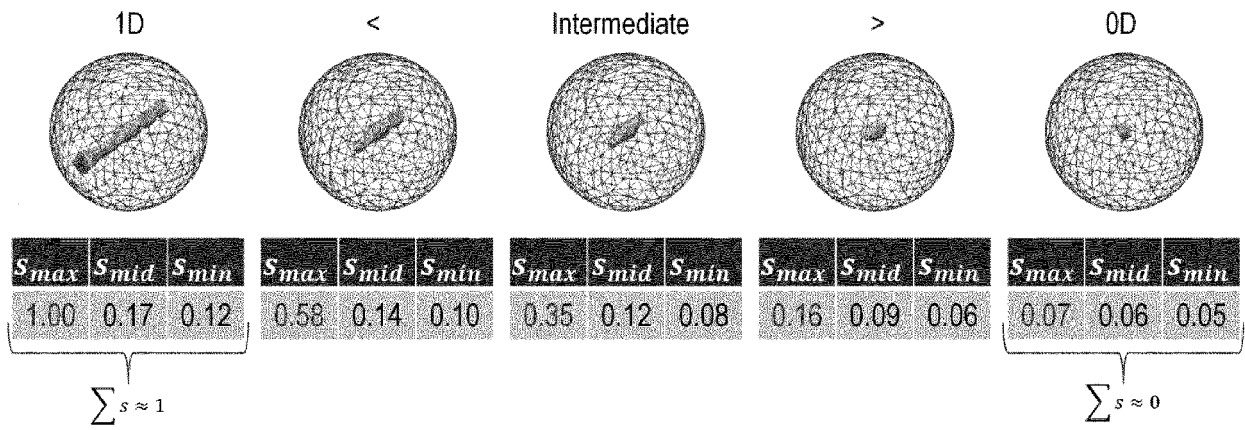 1D < Intermediate > 0D
s_max s_mid s_min s_max s_mid s_min s_max s_mid s_min s_max s_mid s_min s_max s_mid s_min
1.00 0.17 0.12 0.58 0.14 0.10 0.35 0.12 0.08 0.16 0.09 0.06 0.07 0.06 0.05
∑ s ≈ 1 ∑ s ≈ 0